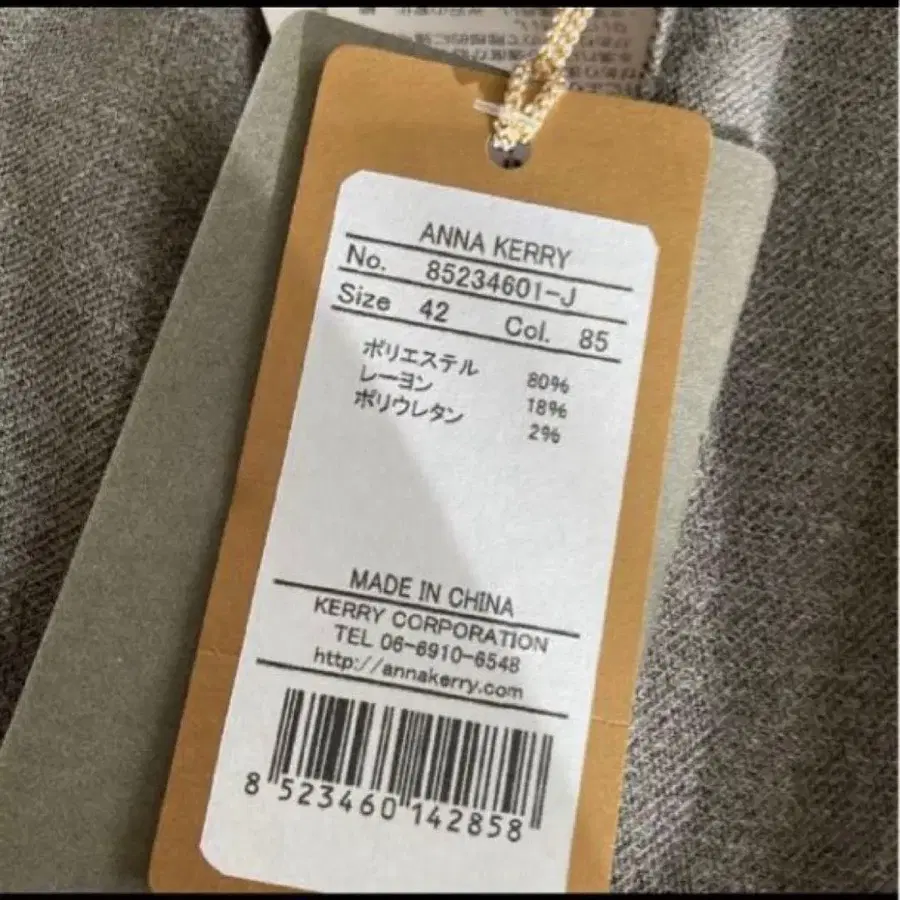 ANNA KERRY
No. 85234601-J
Size 42 Col. 85
ポリエステル 80%
レーヨン 18%
ポリウレタン 2%
MADE IN CHINA
KERRY CORPORATION
TEL 06-6910-6548
http://annakerry.com
8 523460 142858